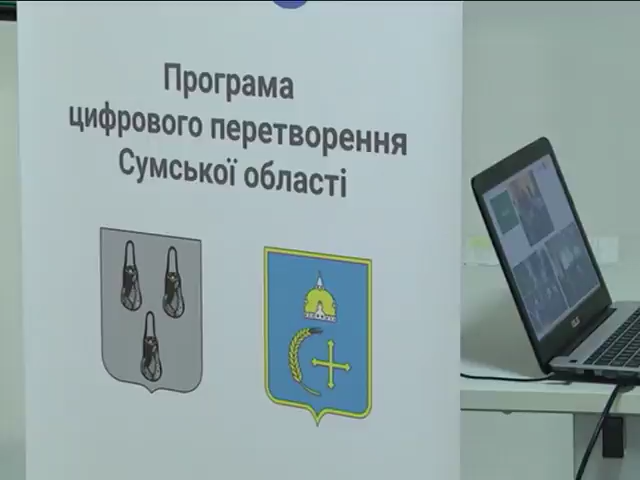 Програма
цифрового перетворення
Сумської області